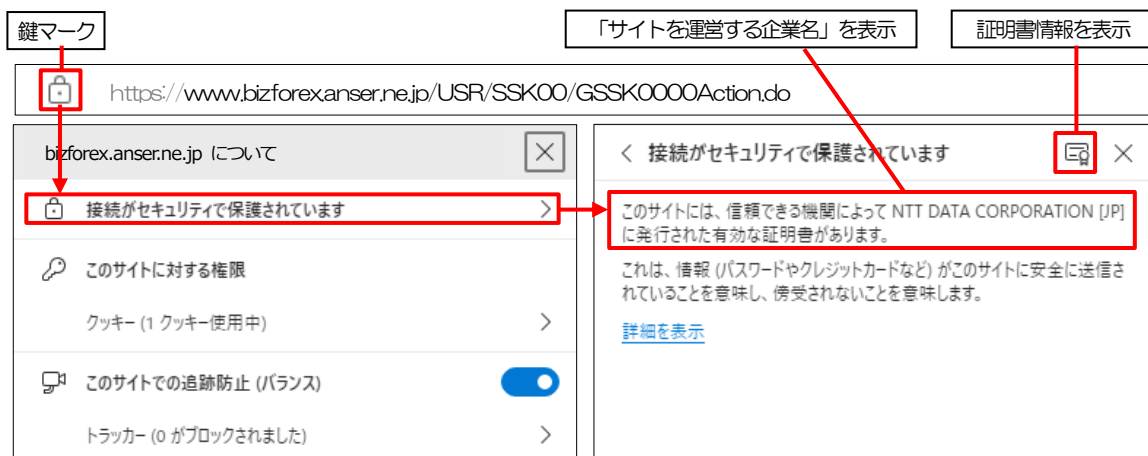 鍵マーク
「サイトを運営する企業名」を表示
証明書情報を表示
https://www.bizforex.anser.ne.jp/USR/SSK00/GSSK0000Action.do
bizforex.anser.ne.jp について
接続がセキュリティで保護されています
このサイトに対する権限
クッキー (1 クッキー使用中)
このサイトでの追跡防止 (バランス)
トラッカー (0 がブロックされました)
接続がセキュリティで保護されています
このサイトには、信頼できる機関によって NTT DATA CORPORATION [JP]
に発行された有効な証明書があります。
これは、情報 (パスワードやクレジットカードなど) がこのサイトに安全に送信さ
れていることを意味し、傍受されないことを意味します。
詳細を表示